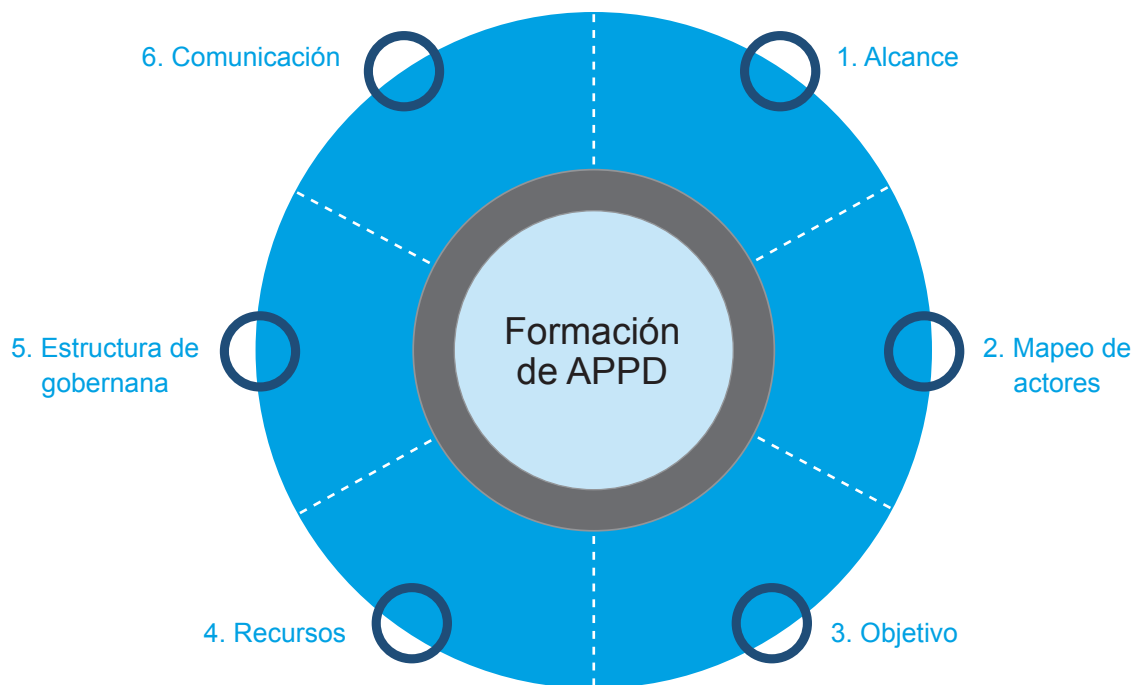 6. Comunicación
1. Alcance
Formación
de APPD
5. Estructura de
gobernana
2. Mapeo de
actores
4. Recursos
3. Objetivo